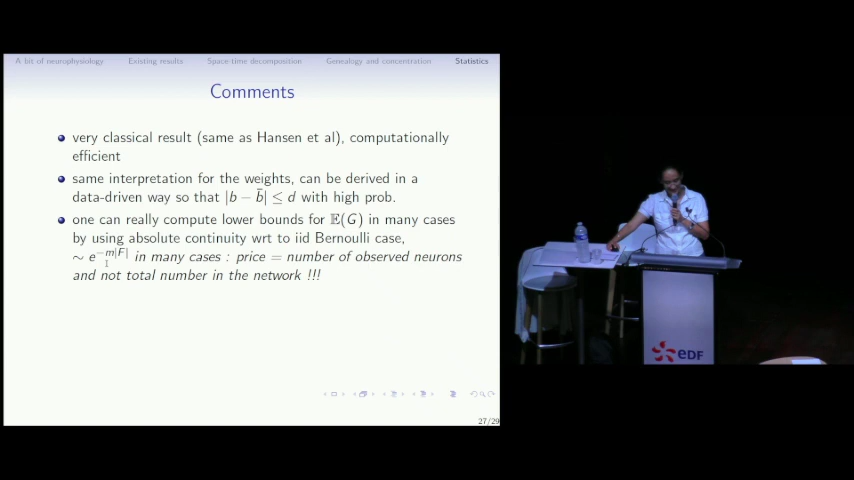 A bit of neurophysiology Existing results Space-time decomposition Genealogy and concentration Statistics
Comments
very classical result (same as Hansen et al), computationally
efficient
same interpretation for the weights, can be derived in a
data-driven way so that |b − b̄| ≤ d with high prob.
one can really compute lower bounds for 𝔼(G) in many cases
by using absolute continuity wrt to iid Bernoulli case,
∼ e^{−m|F|} in many cases : price = number of observed neurons
and not total number in the network !!!
27/29
eDF